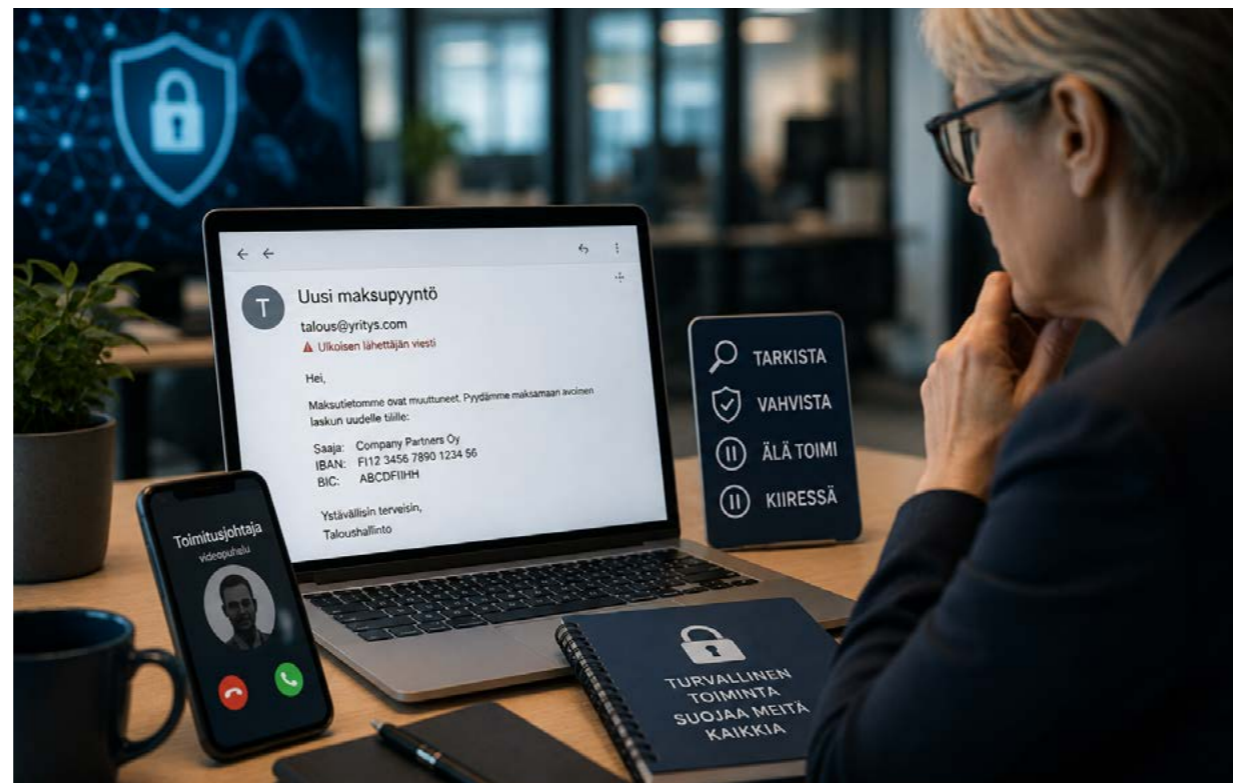 Uusi maksupyyntö
talous@yritys.com
Ulkoisen lähettäjän viesti
Hei,
Maksutietomme ovat muuttuneet. Pyydämme maksamaan avoinen
laskun uudelle tilille:
Saaja: Company Partners Oy
IBAN: FI12 3456 7890 1234 56
BIC: ABCDFIIHH
Ystävällisin terveisin,
Taloushallinto
T
Toimitusjohtaja
videopuhelu
TARKISTA
VAHVISTA
ÄLÄ TOIMI
KIIRESSÄ
TURVALLINEN
TOIMINTA
SUOJAA MEITÄ
KAIKKIA